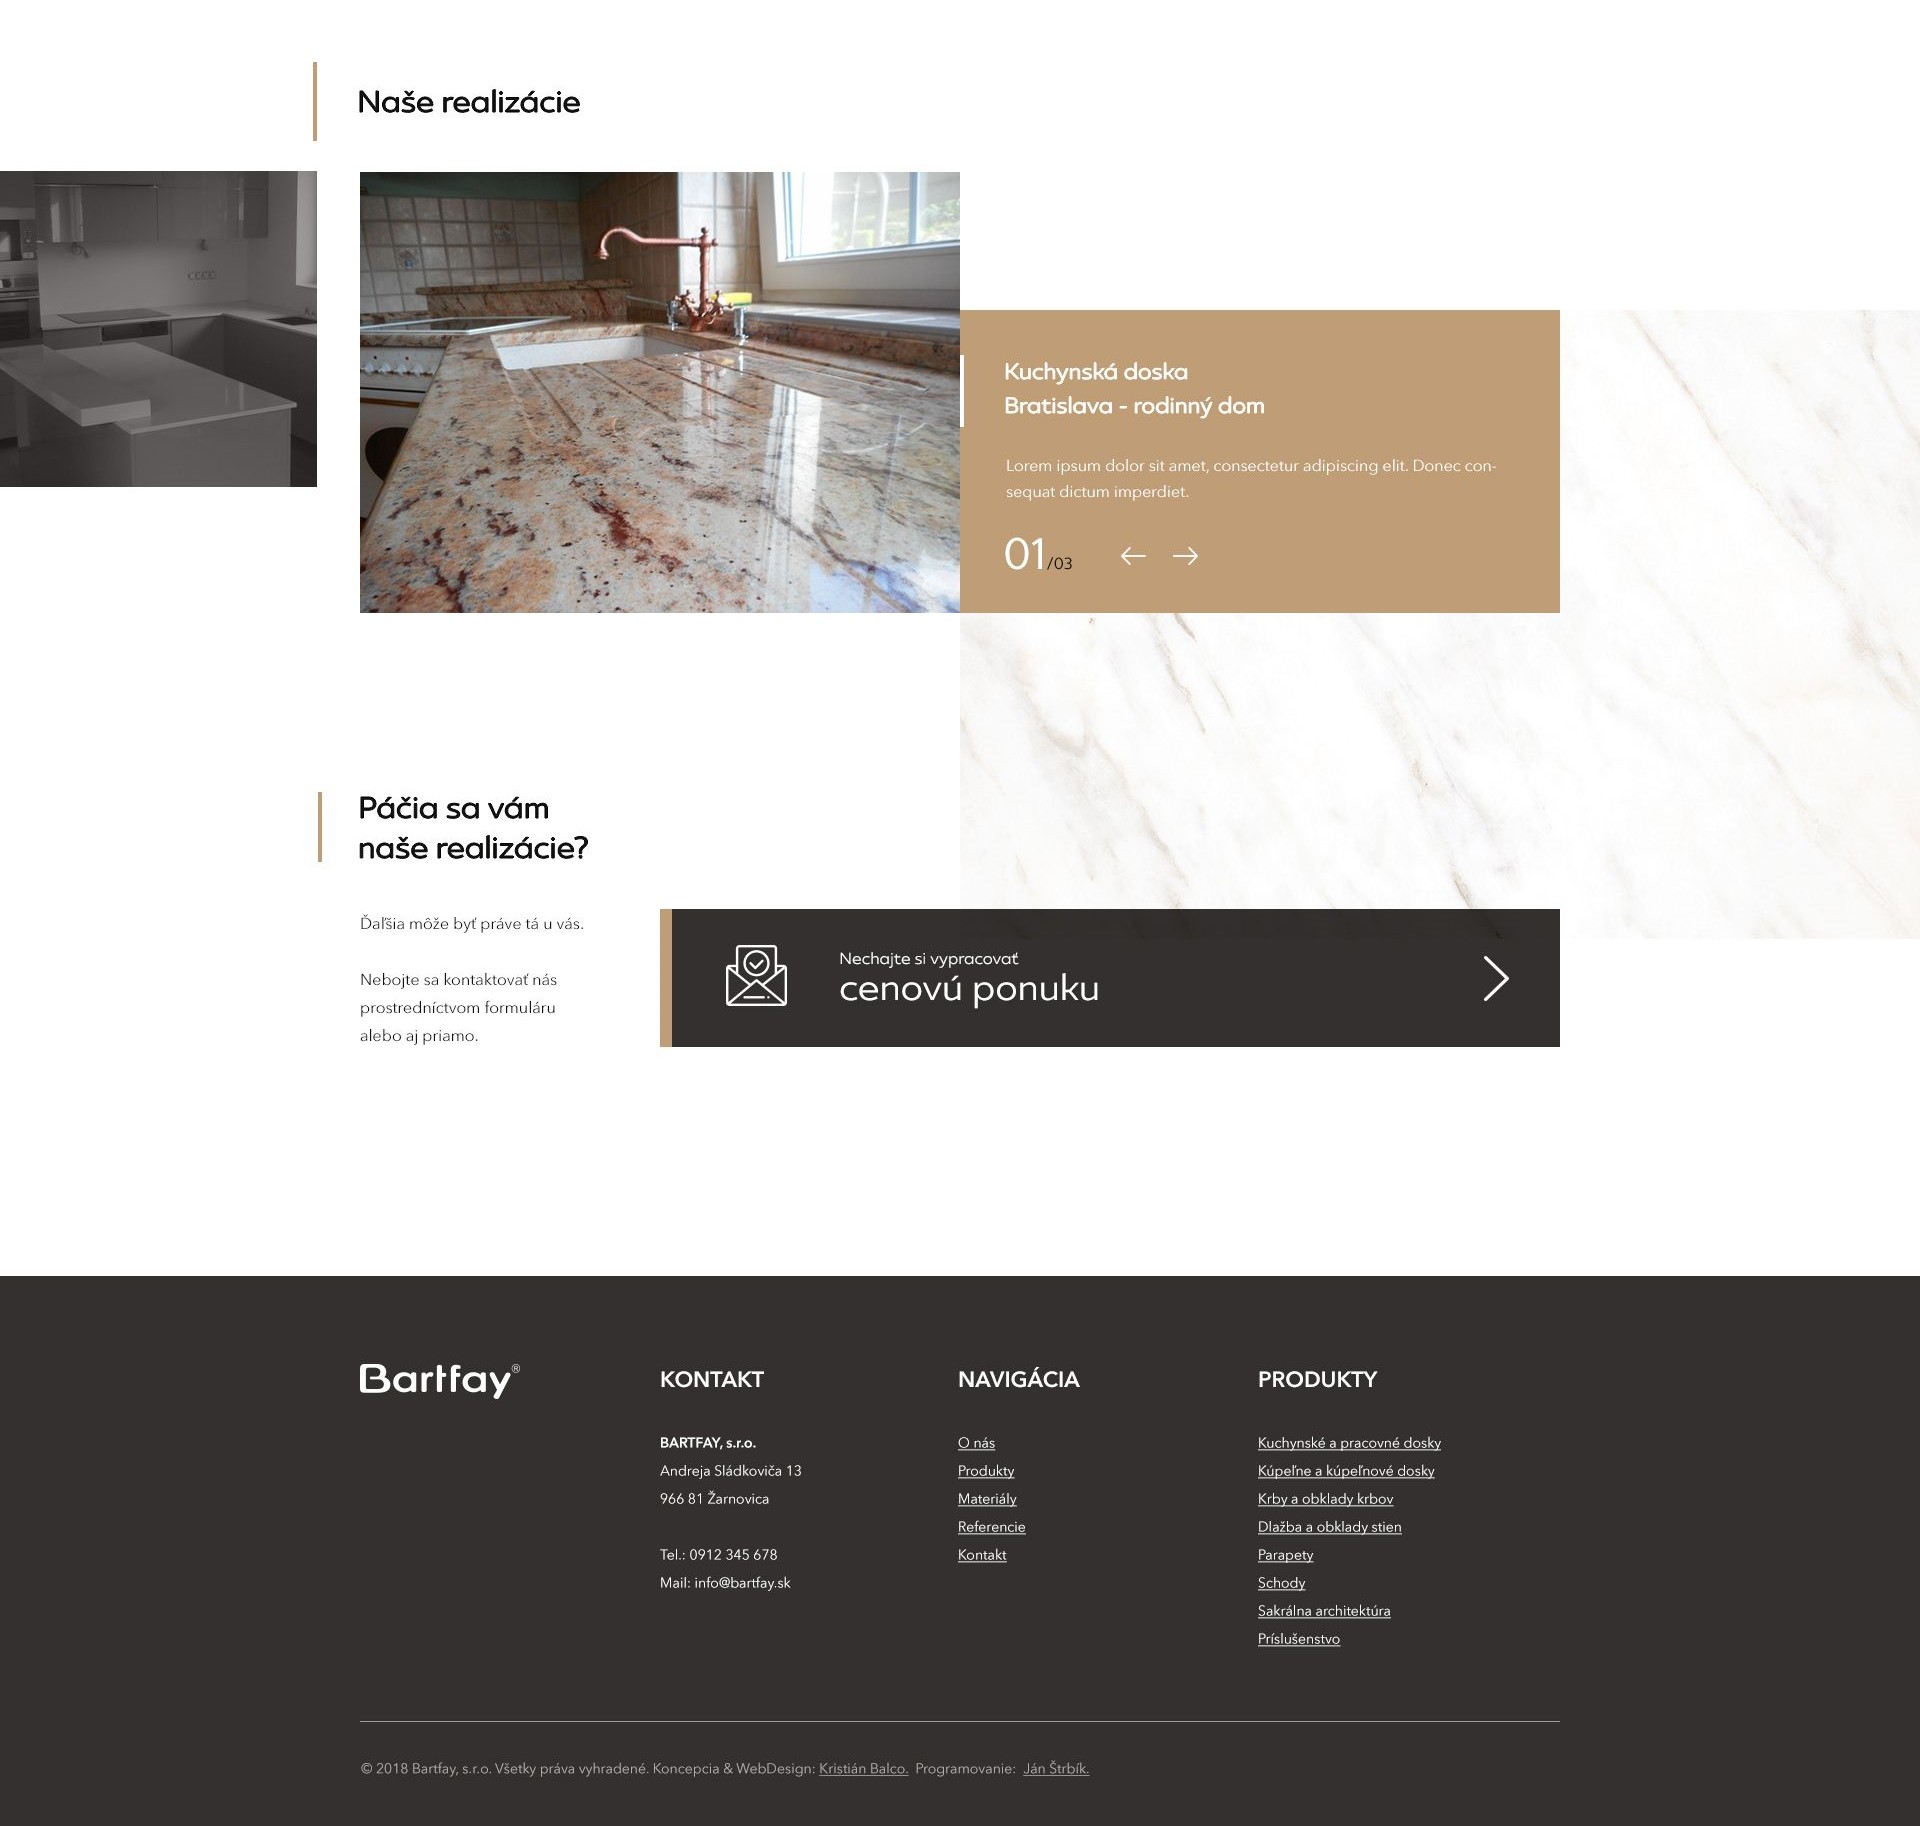 Naše realizácie
Kuchynská doska
Bratislava - rodinný dom
Lorem ipsum dolor sit amet, consectetur adipiscing elit. Donec con-
sequat dictum imperdiet.
01/03
Páčia sa vám
naše realizácie?
Ďaľšia môže byť práve tá u vás.
Nebojte sa kontaktovať nás
prostredníctvom formuláru
alebo aj priamo.
Nechajte si vypracovať
cenovú ponuku
Bartfay®
KONTAKT
BARTFAY, s.r.o.
Andreja Sládkoviča 13
966 81 Žarnovica
Tel.: 0912 345 678
Mail: info@bartfay.sk
NAVIGÁCIA
O nás
Produkty
Materiály
Referencie
Kontakt
PRODUKTY
Kuchynské a pracovné dosky
Kúpeľne a kúpeľnové dosky
Krby a obklady krbov
Dlažba a obklady stien
Parapety
Schody
Sakrálna architektúra
Príslušenstvo
© 2018 Bartfay, s.r.o. Všetky práva vyhradené. Koncepcia & WebDesign: Kristián Balco. Programovanie: Ján Štrbík.